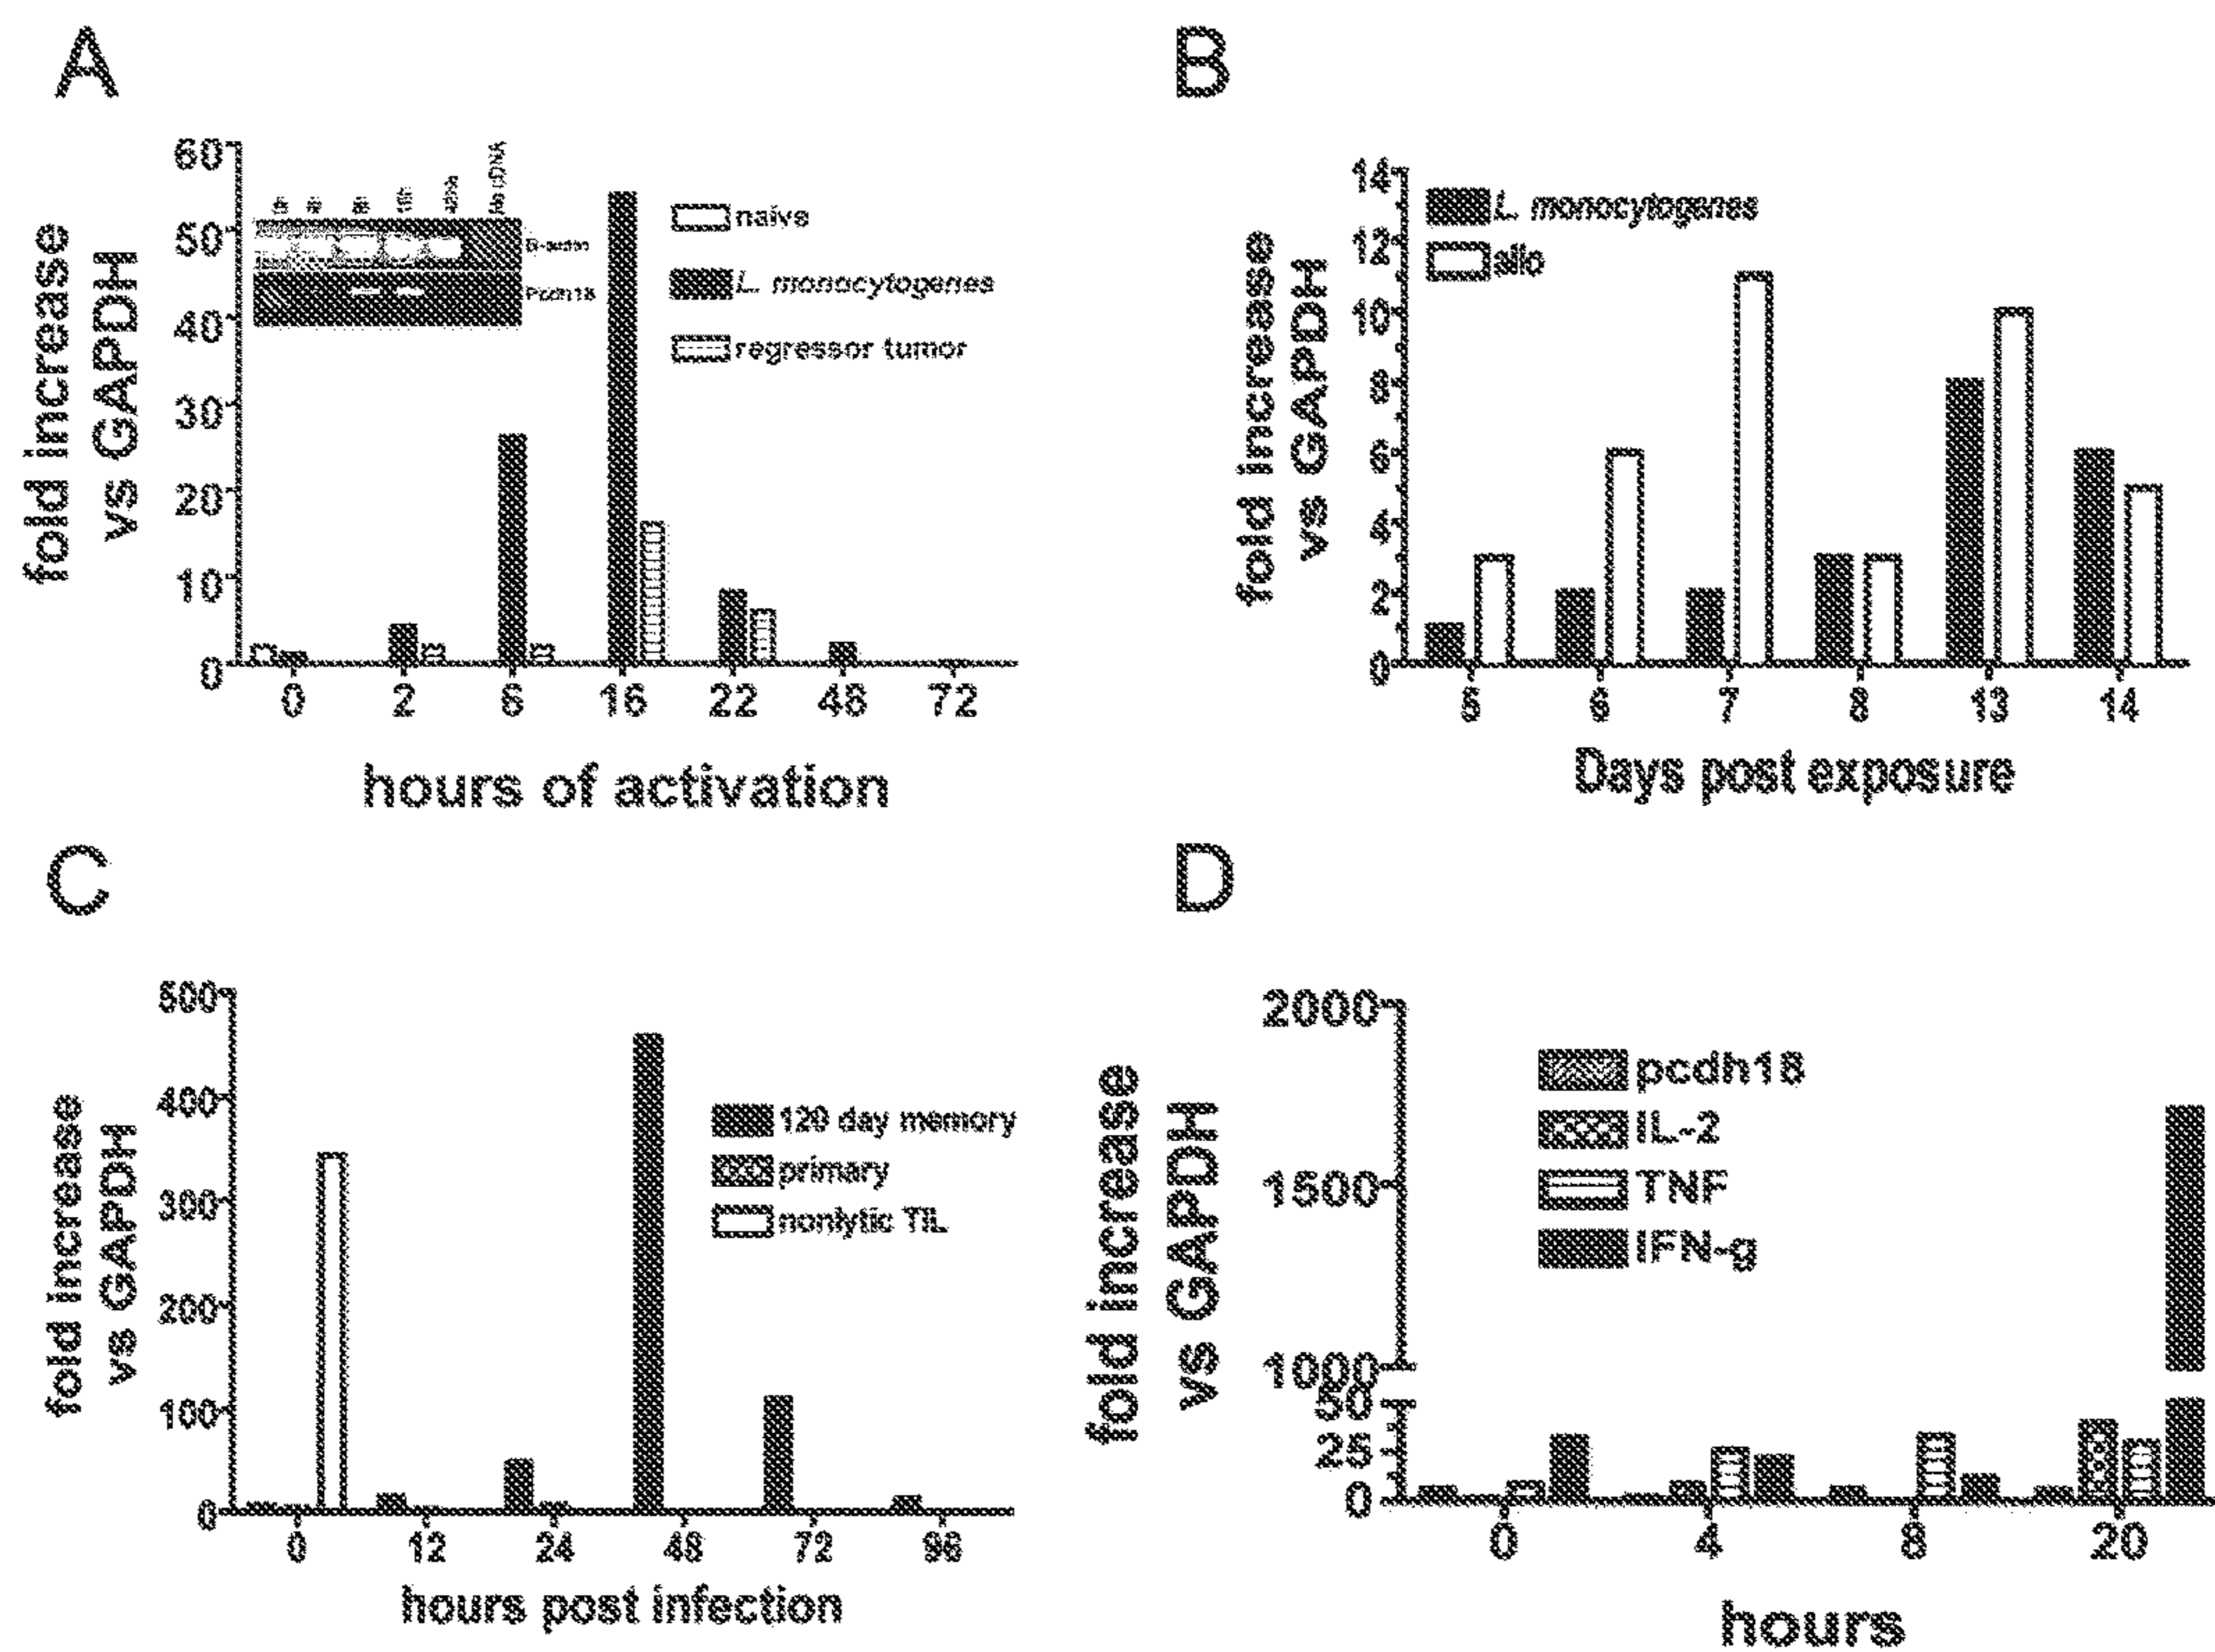 A
fold increase
vs GAPDH
60
50
40
30
20
10
0
No cDNA
B-actin
Pcdh18
naive
L. monocytogenes
regressor tumor
0 2 6 16 22 48 72
hours of activation
B
fold increase
vs GAPDH
14
12
10
8
6
4
2
0
L. monocytogenes
allo
5 6 7 8 13 14
Days post exposure
C
fold increase
vs GAPDH
500
400
300
200
100
0
120 day memory
primary
nonlytic TIL
0 12 24 48 72 96
hours post infection
D
fold increase
vs GAPDH
2000
1500
1000
50
25
0
pcdh18
IL-2
TNF
IFN-g
0 4 8 20
hours